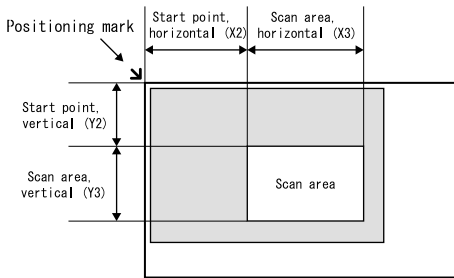 Positioning mark
Start point,
horizontal (X2)
Scan area,
horizontal (X3)
Start point,
vertical (Y2)
Scan area,
vertical (Y3)
Scan area